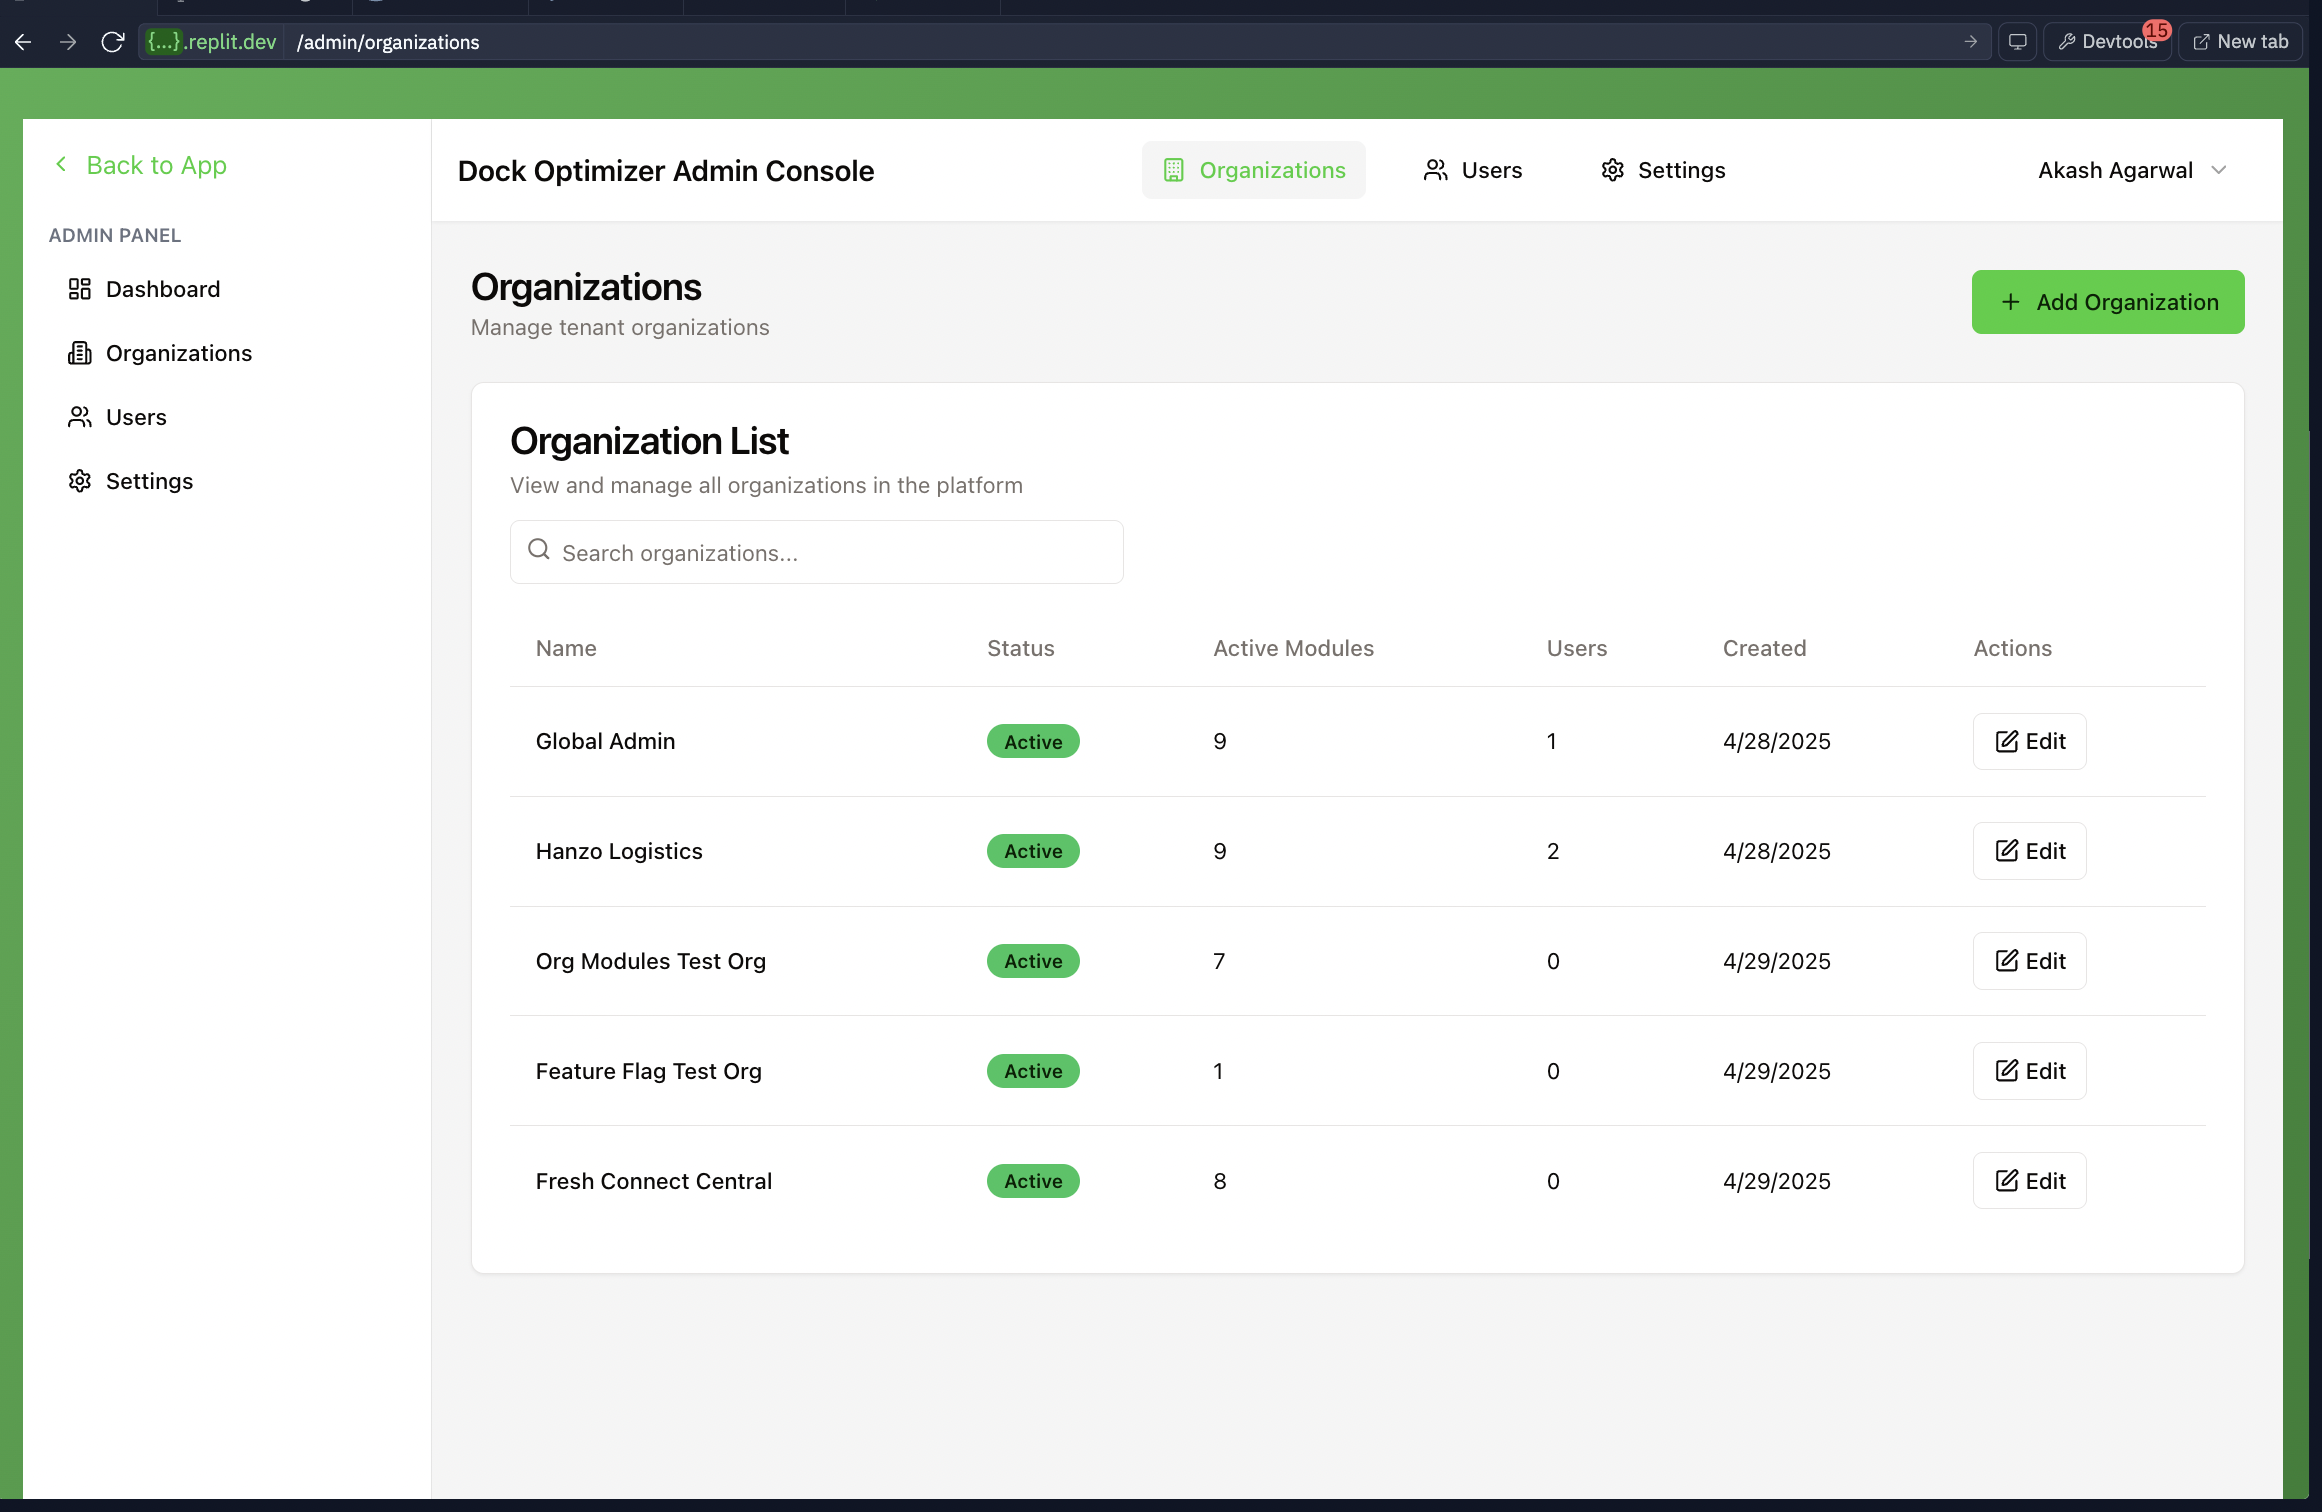 {...}.replit.dev /admin/organizations Devtools 15 New tab
Back to App
ADMIN PANEL
Dashboard
Organizations
Users
Settings
Dock Optimizer Admin Console Organizations Users Settings Akash Agarwal
Organizations
Manage tenant organizations
+ Add Organization
Organization List
View and manage all organizations in the platform
Search organizations...
Name Status Active Modules Users Created Actions
Global Admin Active 9 1 4/28/2025 Edit
Hanzo Logistics Active 9 2 4/28/2025 Edit
Org Modules Test Org Active 7 0 4/29/2025 Edit
Feature Flag Test Org Active 1 0 4/29/2025 Edit
Fresh Connect Central Active 8 0 4/29/2025 Edit